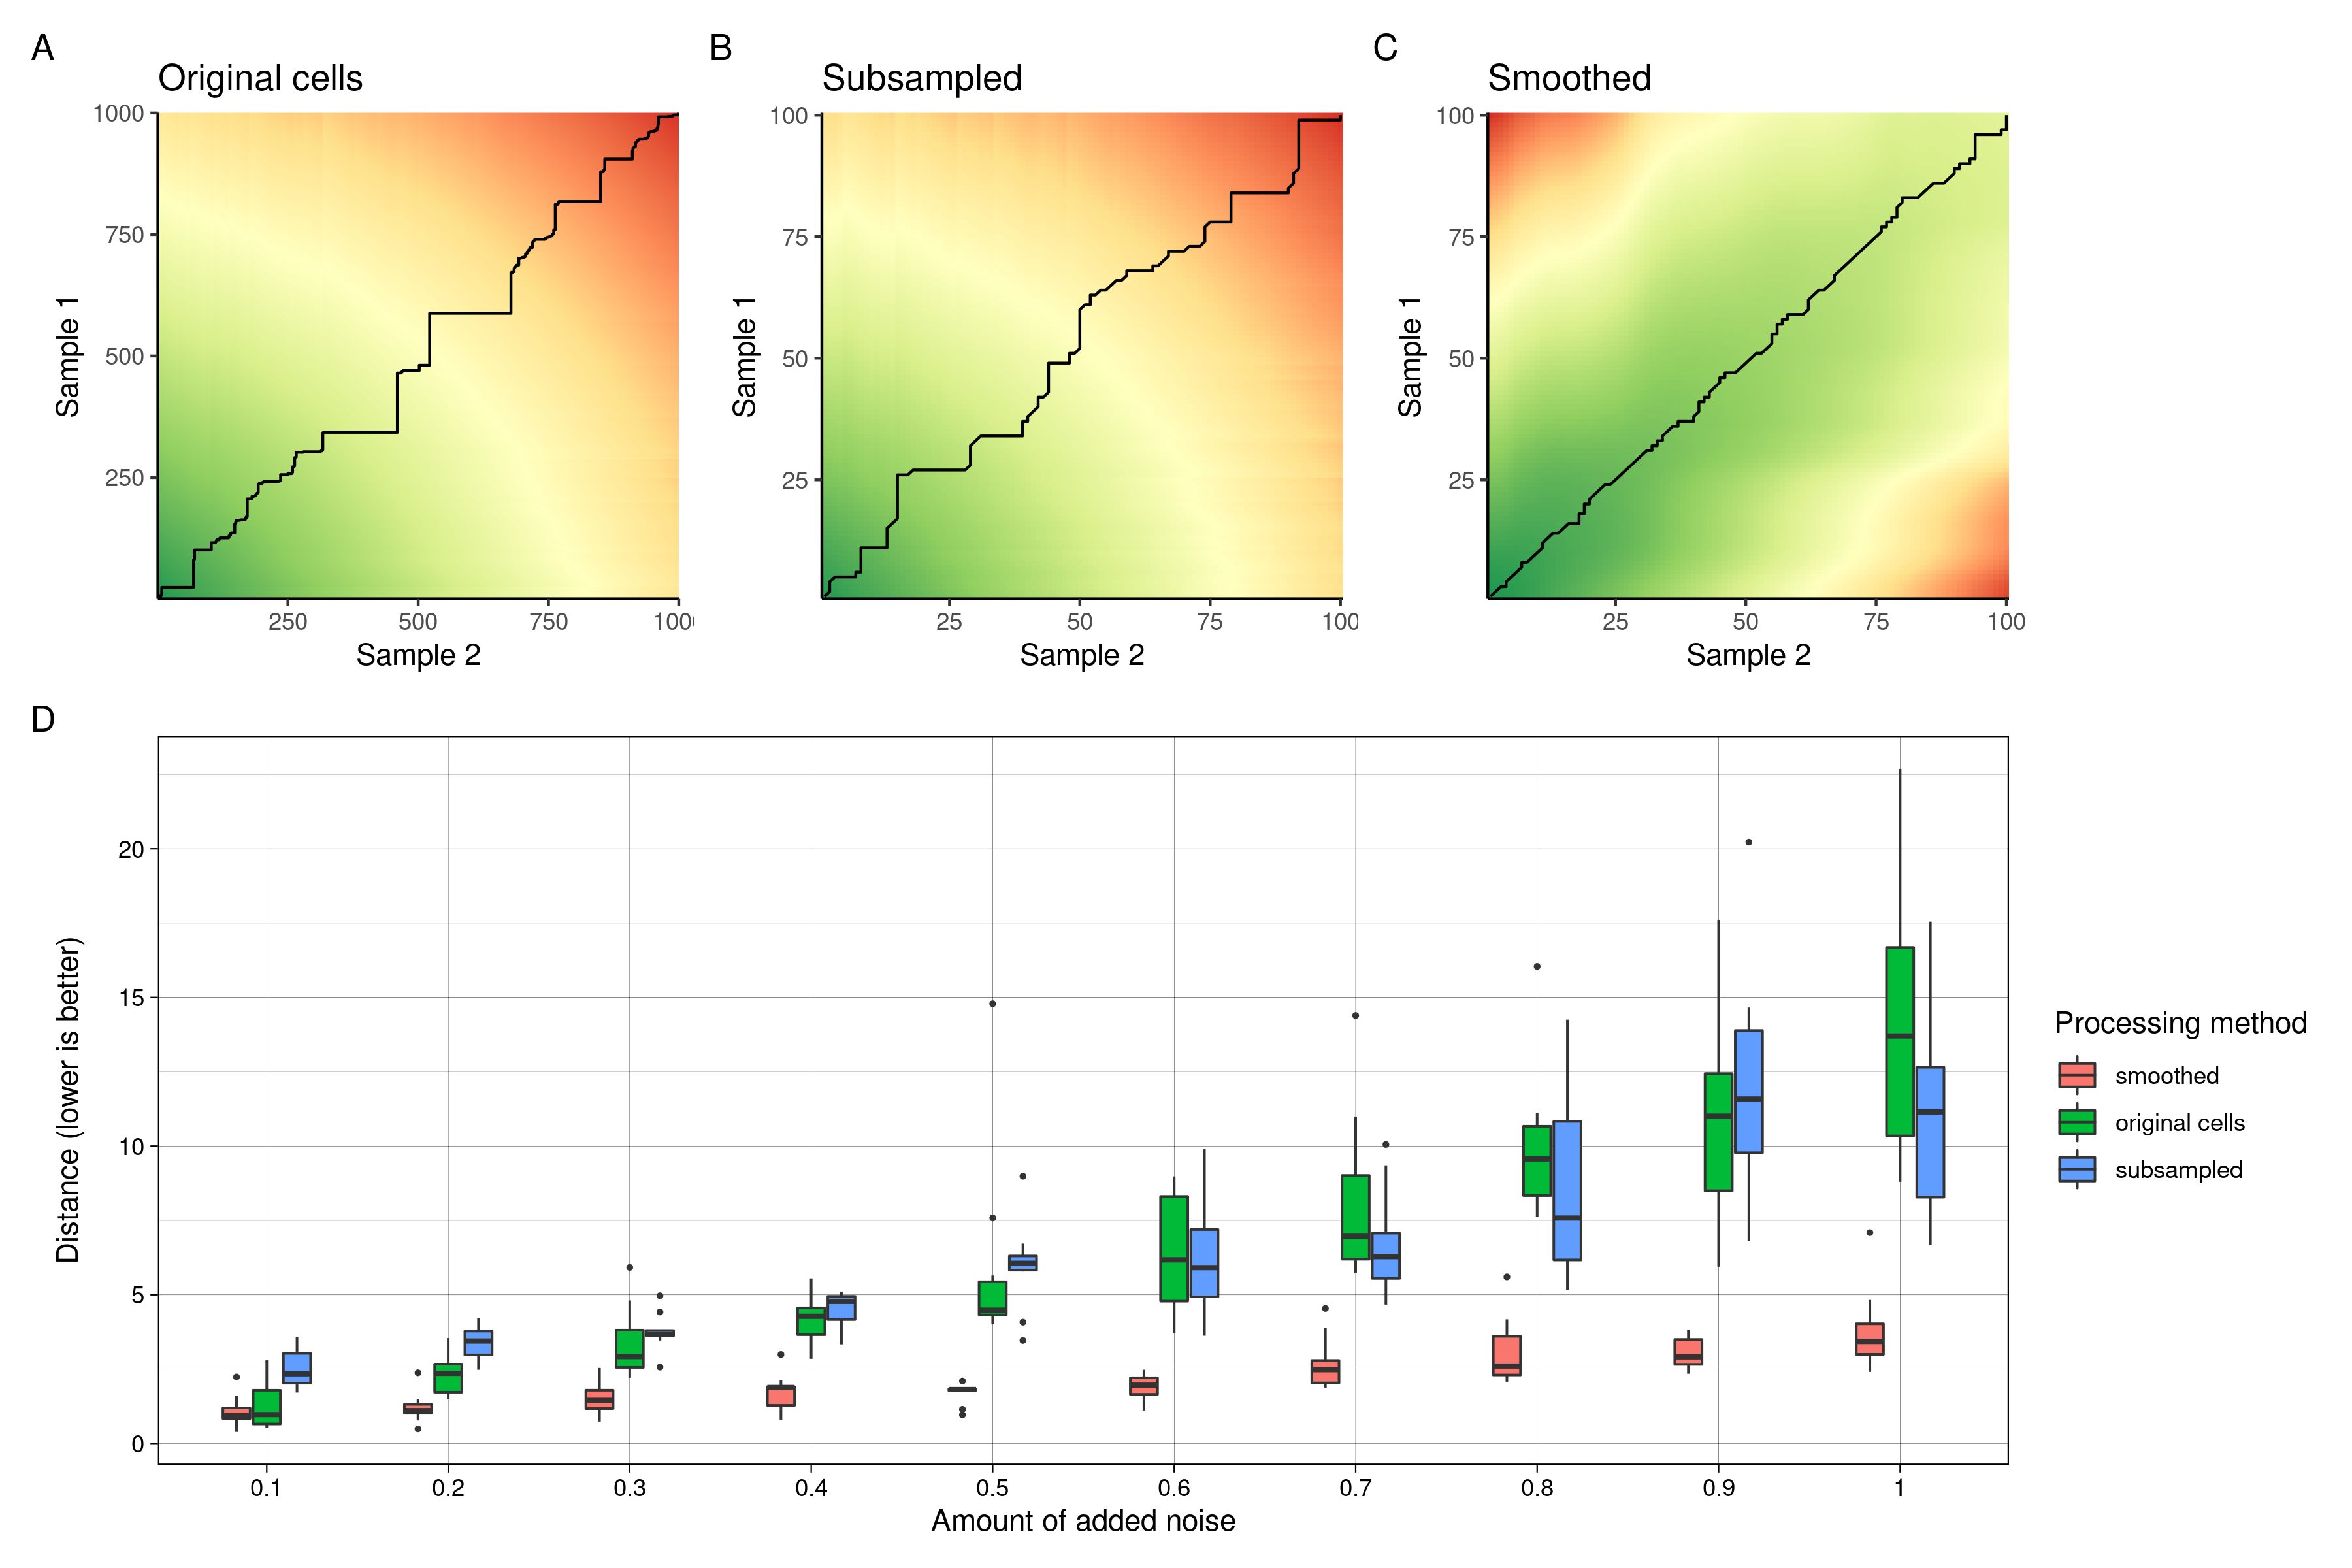 A
B
C
Original cells
Subsampled
Smoothed
1000
750
500
250
Sample 1
250
500
750
1000
Sample 2
100
75
50
25
Sample 1
25
50
75
100
Sample 2
100
75
50
25
Sample 1
25
50
75
100
Sample 2
D
20
15
10
5
0
Distance (lower is better)
0.1
0.2
0.3
0.4
0.5
0.6
0.7
0.8
0.9
1
Amount of added noise
Processing method
smoothed
original cells
subsampled